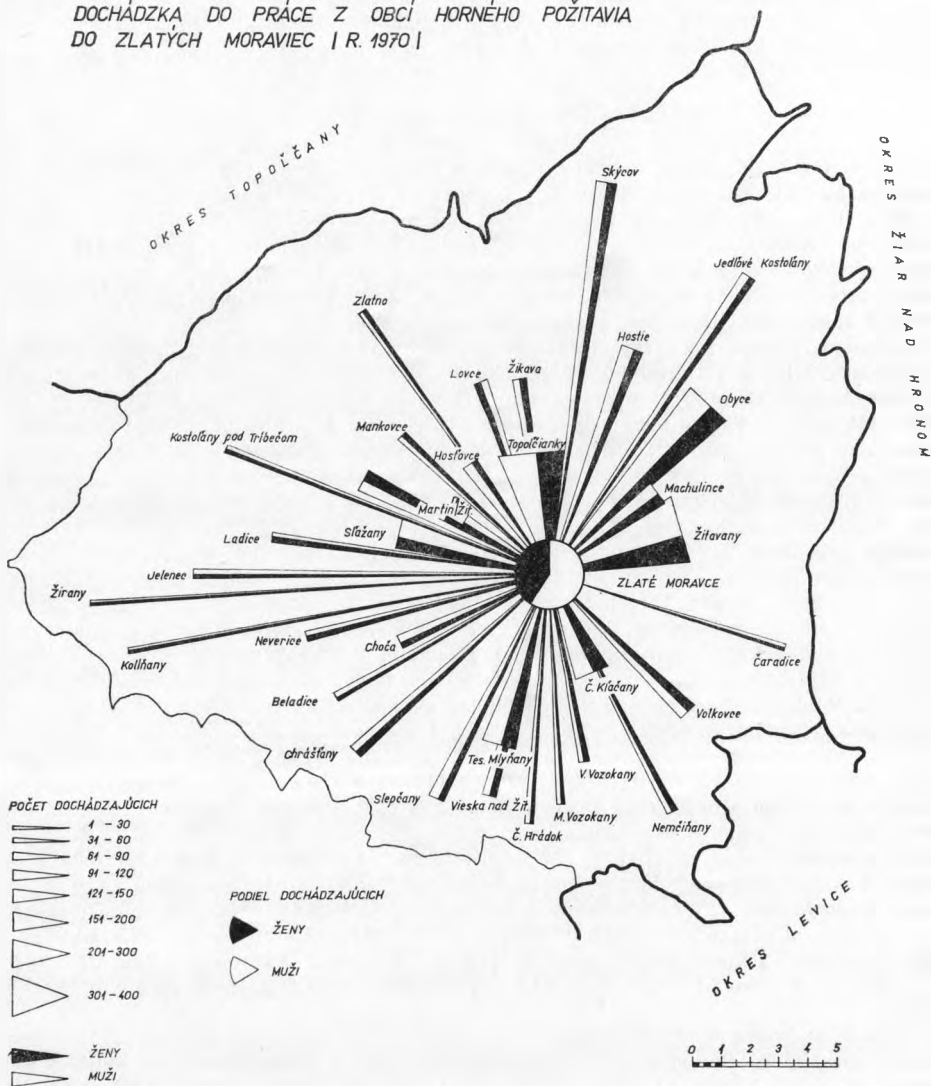 DOCHÁDZKA DO PRÁCE Z OBCÍ HORNÉHO POŽITAVIA
DO ZLATÝCH MORAVIEC | R. 1970 |
OKRES TOPOĽČANY
OKRES ŽIAR NAD HRONOM
Skýcov
Jedľové Kostoľany
Zlatno
Hostie
Lovce
Žikava
Obyce
Mankovce
Topoľčianky
Kostoľany pod Tríbečom
Hosťovce
Machulince
Martin n/Žit.
Sľažany
Žitavany
Ladice
Jelenec
ZLATÉ MORAVCE
Žirany
Neverice
Choča
Čaradice
Kolíňany
Č. Kľačany
Beladice
Volkovce
Chrášťany
Tes. Mlyňany
V. Vozokany
Slepčany
Vieska nad Žit.
M. Vozokany
Nemčiňany
Č. Hrádok
POČET DOCHÁDZAJÚCICH
1 - 30
31 - 60
61 - 90
91 - 120
121 - 150
151 - 200
201 - 300
301 - 400
ŽENY
MUŽI
PODIEL DOCHÁDZAJÚCICH
ŽENY
MUŽI
OKRES LEVICE
0 1 2 3 4 5